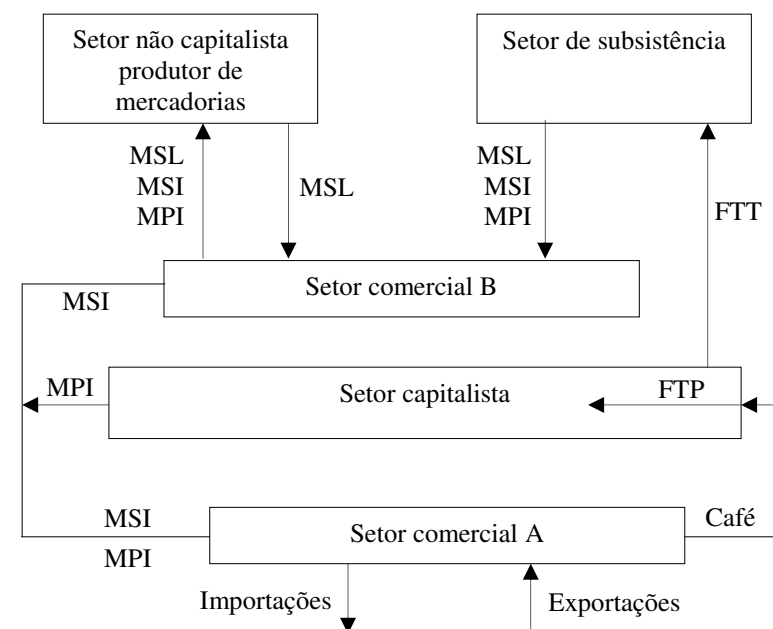 Setor não capitalista
produtor de
mercadorias
Setor de subsistência
MSL
MSI
MPI
MSL
MSL
MSI
MPI
FTT
Setor comercial B
MSI
MPI
Setor capitalista
FTP
MSI
MPI
Setor comercial A
Café
Importações
Exportações